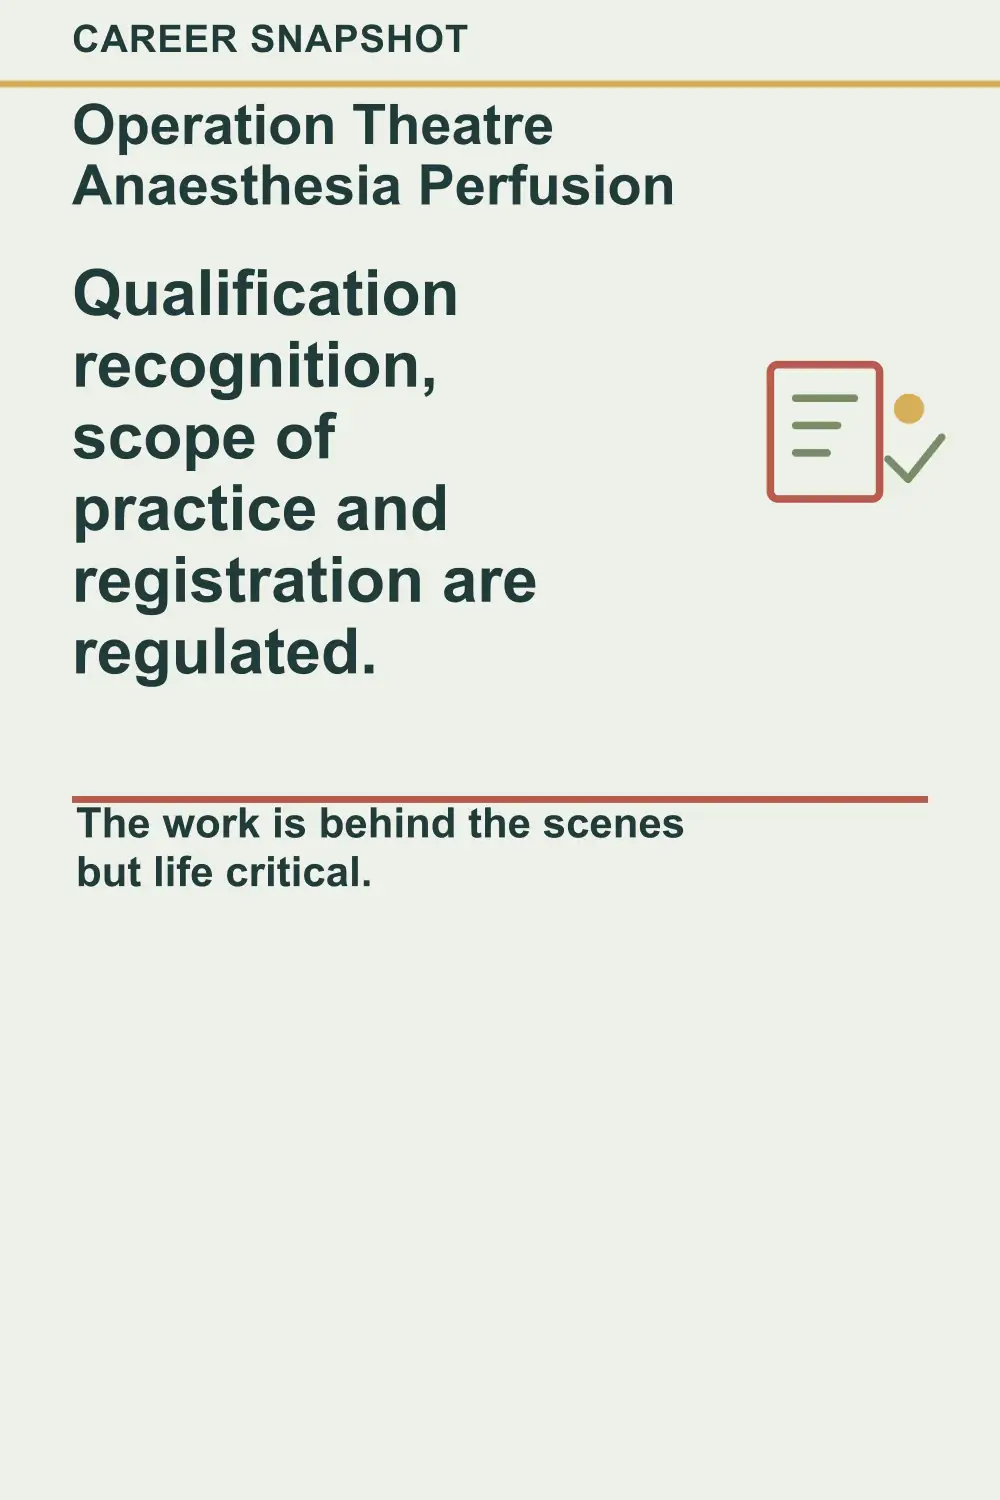 CAREER SNAPSHOT
Operation Theatre
Anaesthesia Perfusion
Qualification
recognition,
scope of
practice and
registration are
regulated.
The work is behind the scenes
but life critical.